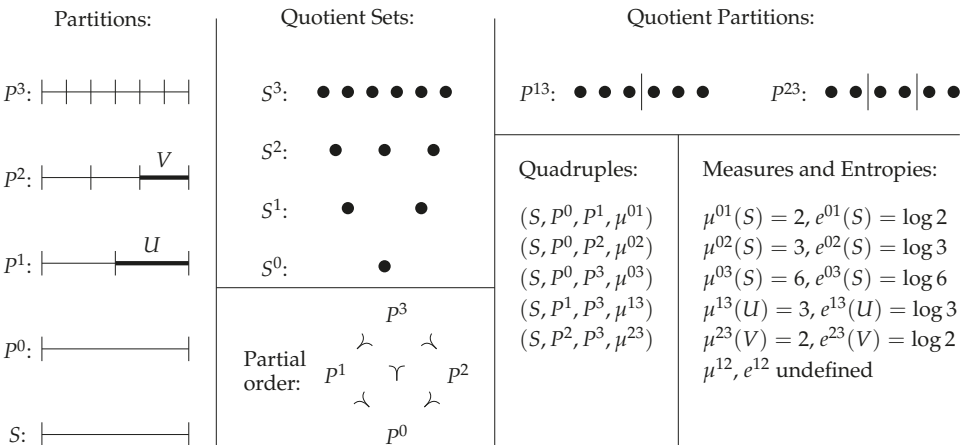 Partitions:
P³:
P²:
V
P¹:
U
P⁰:
S:
Quotient Sets:
S³:
S²:
S¹:
S⁰:
Partial
order:
P³
P¹
P²
P⁰
Quotient Partitions:
P¹³:
P²³:
Quadruples:
(S, P⁰, P¹, μ⁰¹)
(S, P⁰, P², μ⁰²)
(S, P⁰, P³, μ⁰³)
(S, P¹, P³, μ¹³)
(S, P², P³, μ²³)
Measures and Entropies:
μ⁰¹(S) = 2, e⁰¹(S) = log 2
μ⁰²(S) = 3, e⁰²(S) = log 3
μ⁰³(S) = 6, e⁰³(S) = log 6
μ¹³(U) = 3, e¹³(U) = log 3
μ²³(V) = 2, e²³(V) = log 2
μ¹², e¹² undefined